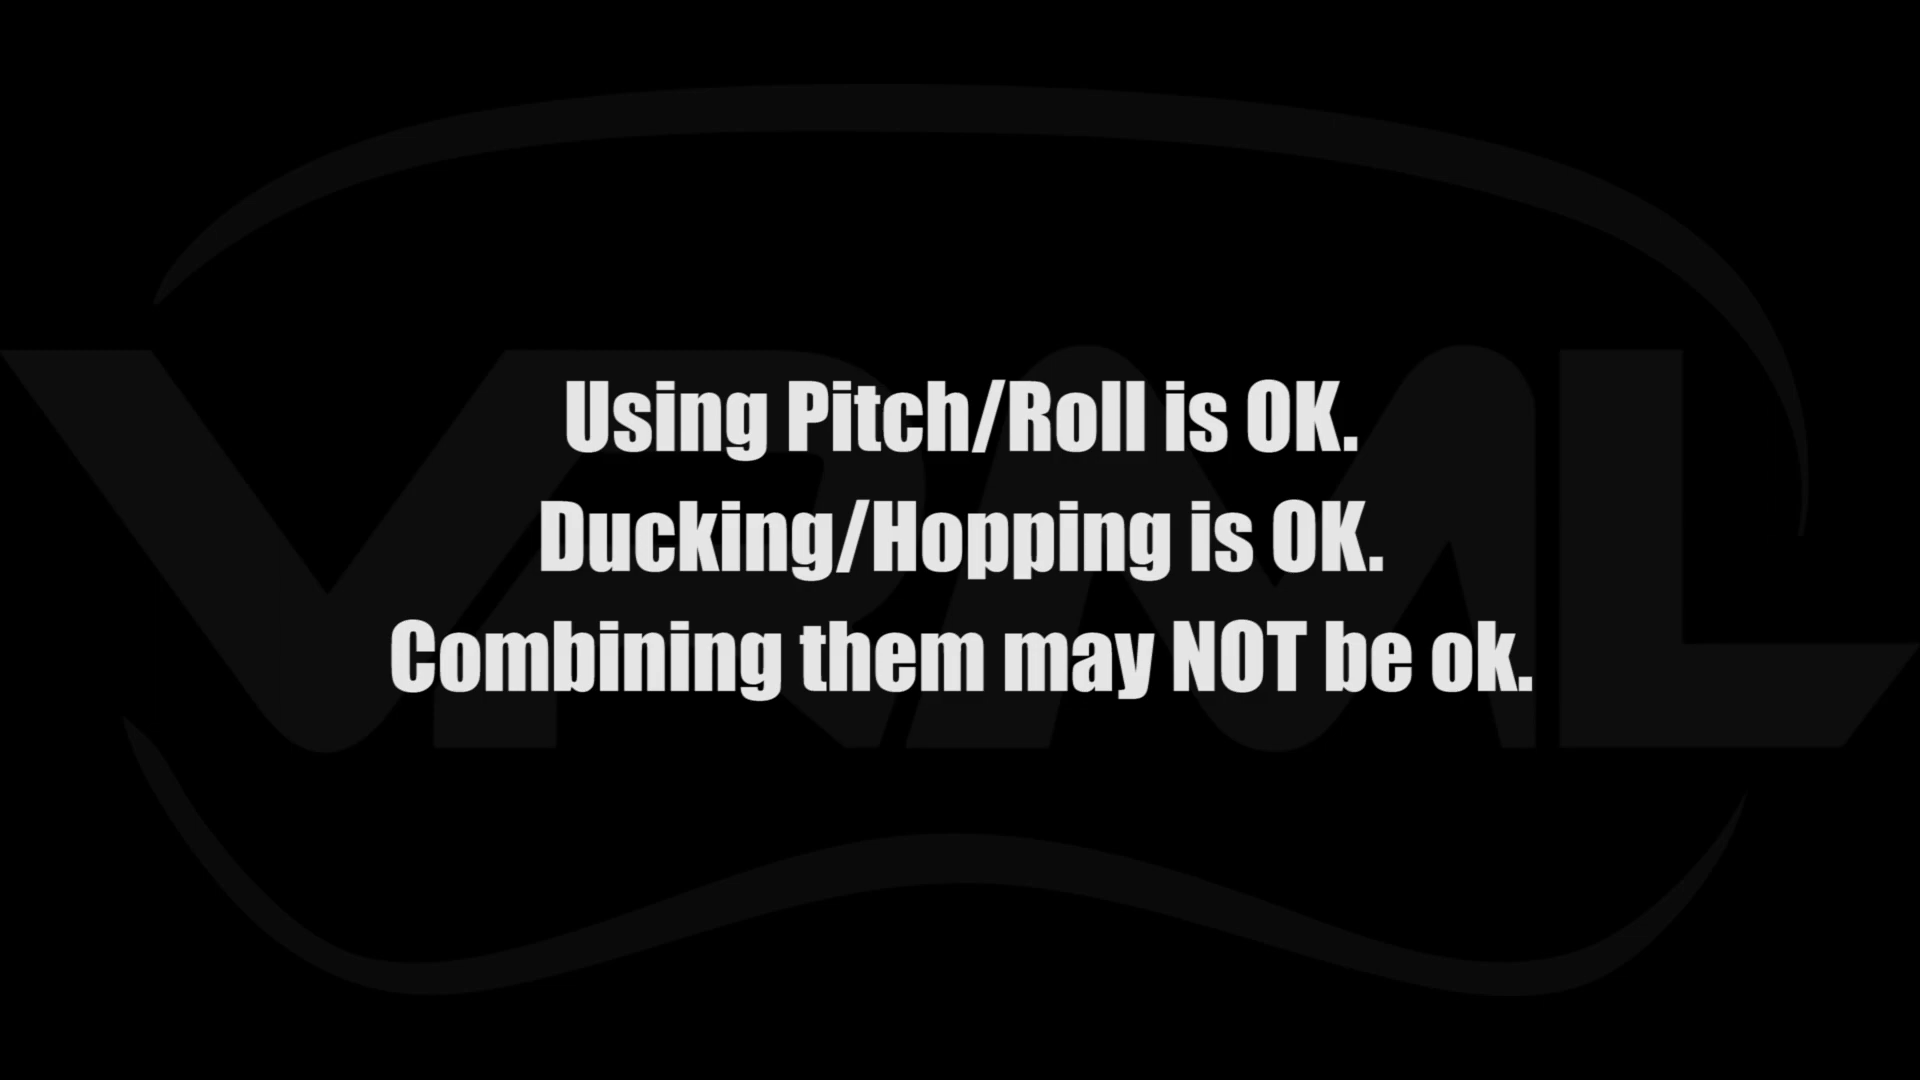 Using Pitch/Roll is OK.
Ducking/Hopping is OK.
Combining them may NOT be ok.
VRML